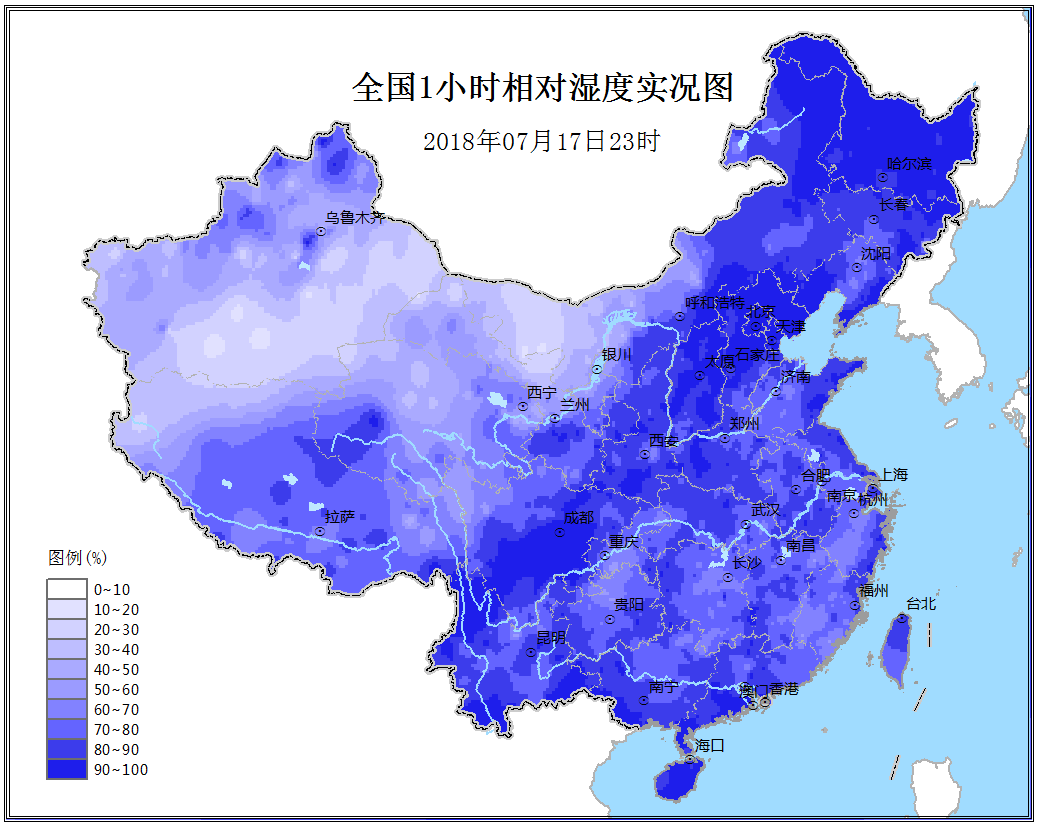 全国1小时相对湿度实况图
2018年07月17日23时
哈尔滨
长春
乌鲁木齐
沈阳
呼和浩特
北京
天津
银川
太原
石家庄
济南
西宁
兰州
郑州
西安
合肥
上海
南京
杭州
拉萨
成都
武汉
重庆
南昌
长沙
福州
台北
贵阳
昆明
南宁
澳门
香港
海口
图例(%)
0~10
10~20
20~30
30~40
40~50
50~60
60~70
70~80
80~90
90~100